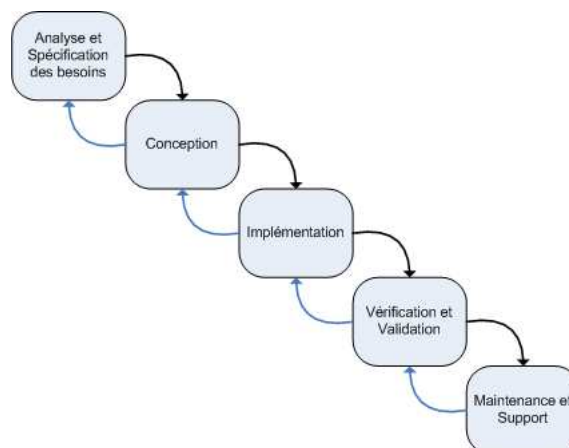 Analyse et
Spécification
des besoins
Conception
Implémentation
Vérification et
Validation
Maintenance et
Support